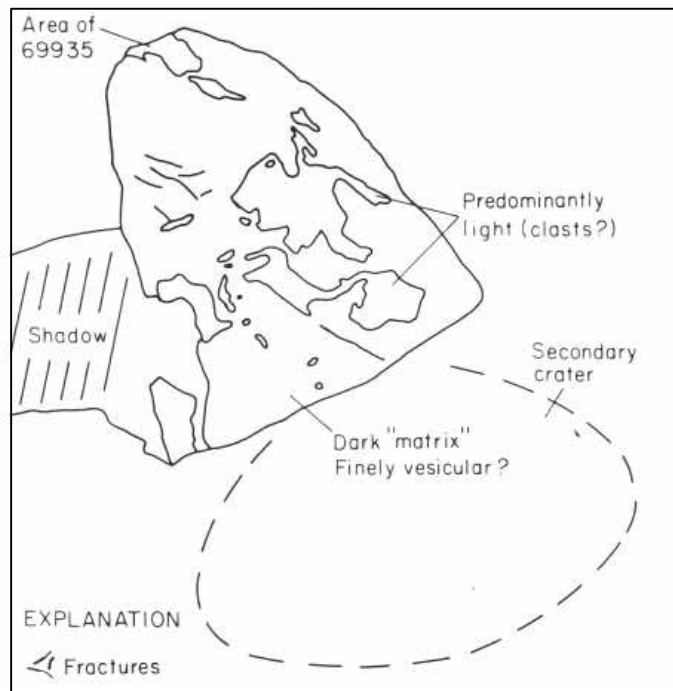 Area of
69935
Predominantly
light (clasts?)
Shadow
Secondary
crater
Dark "matrix"
Finely vesicular?
EXPLANATION
Fractures